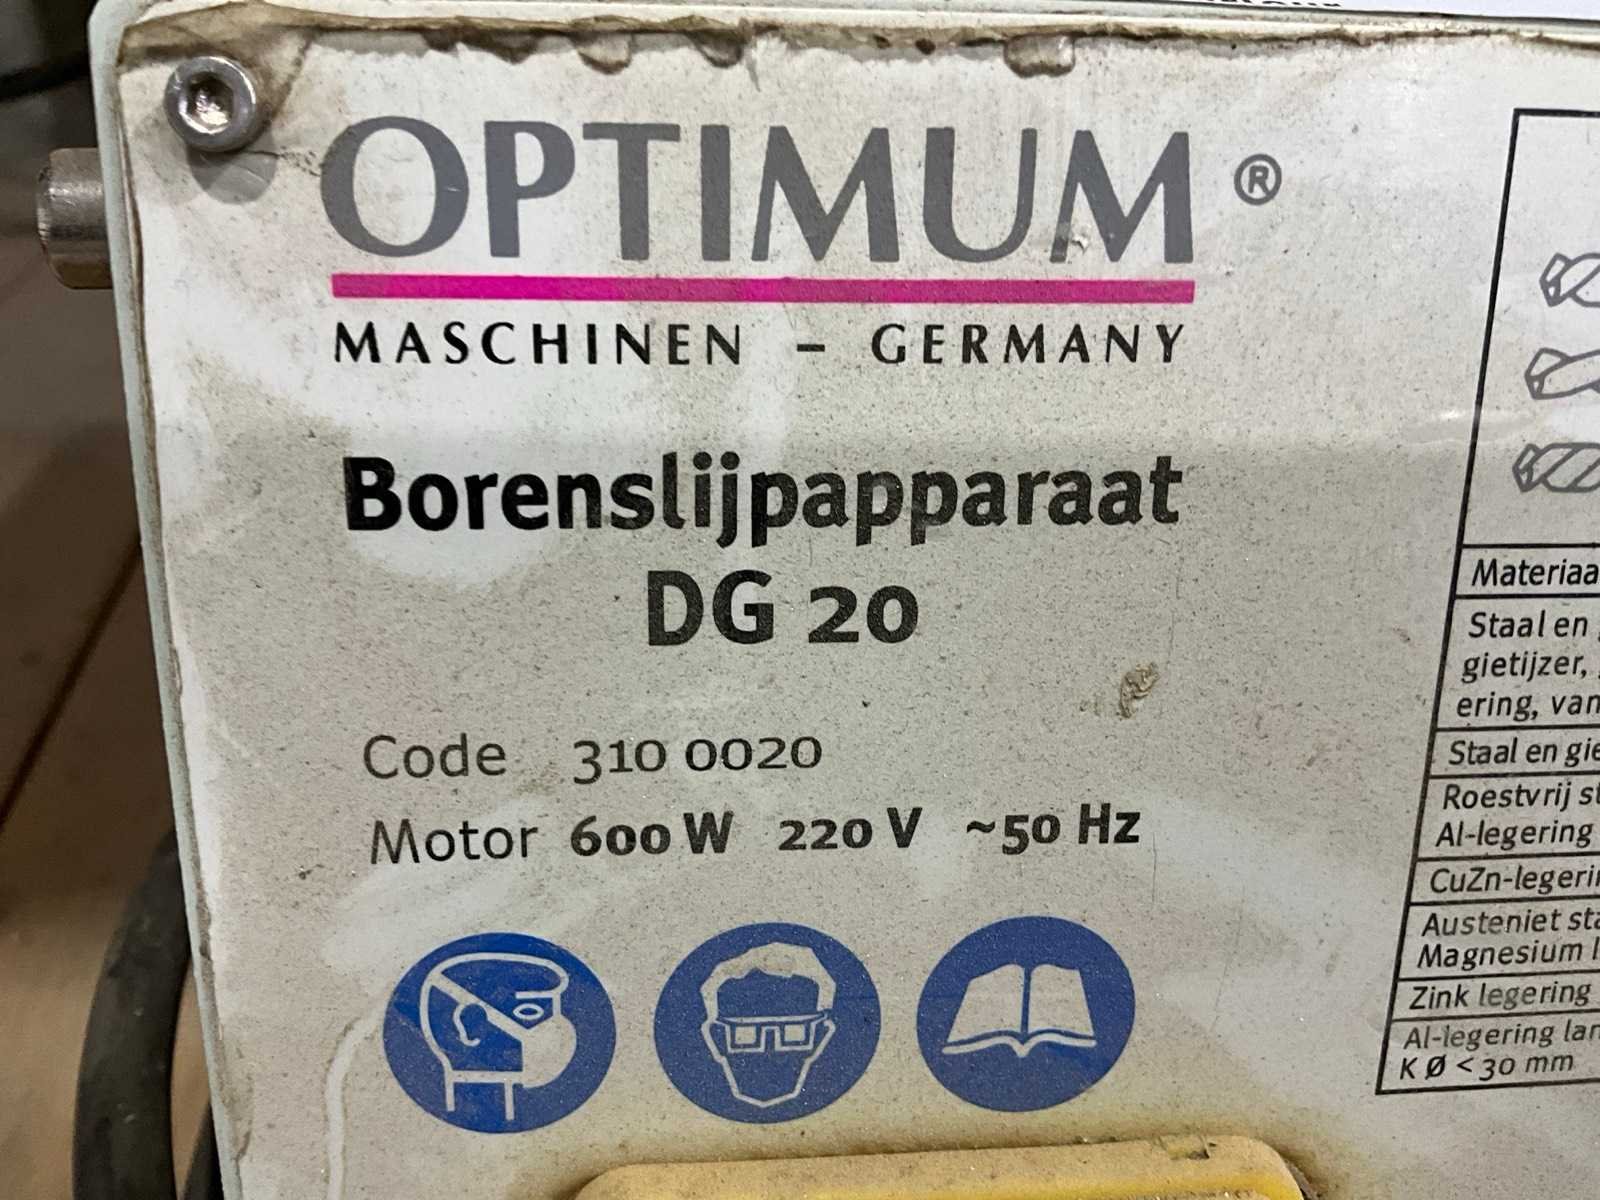 OPTIMUM®
MASCHINEN – GERMANY
Borenslijpapparaat
DG 20
Code 310 0020
Motor 600 W 220 V ~50 Hz
Materiaa
Staal en
gietijzer,
ering, van
Staal en gie
Roestvrij st
Al-legering
CuZn-legerin
Austeniet sta
Magnesium l
Zink legering
Al-legering lan
K Ø < 30 mm